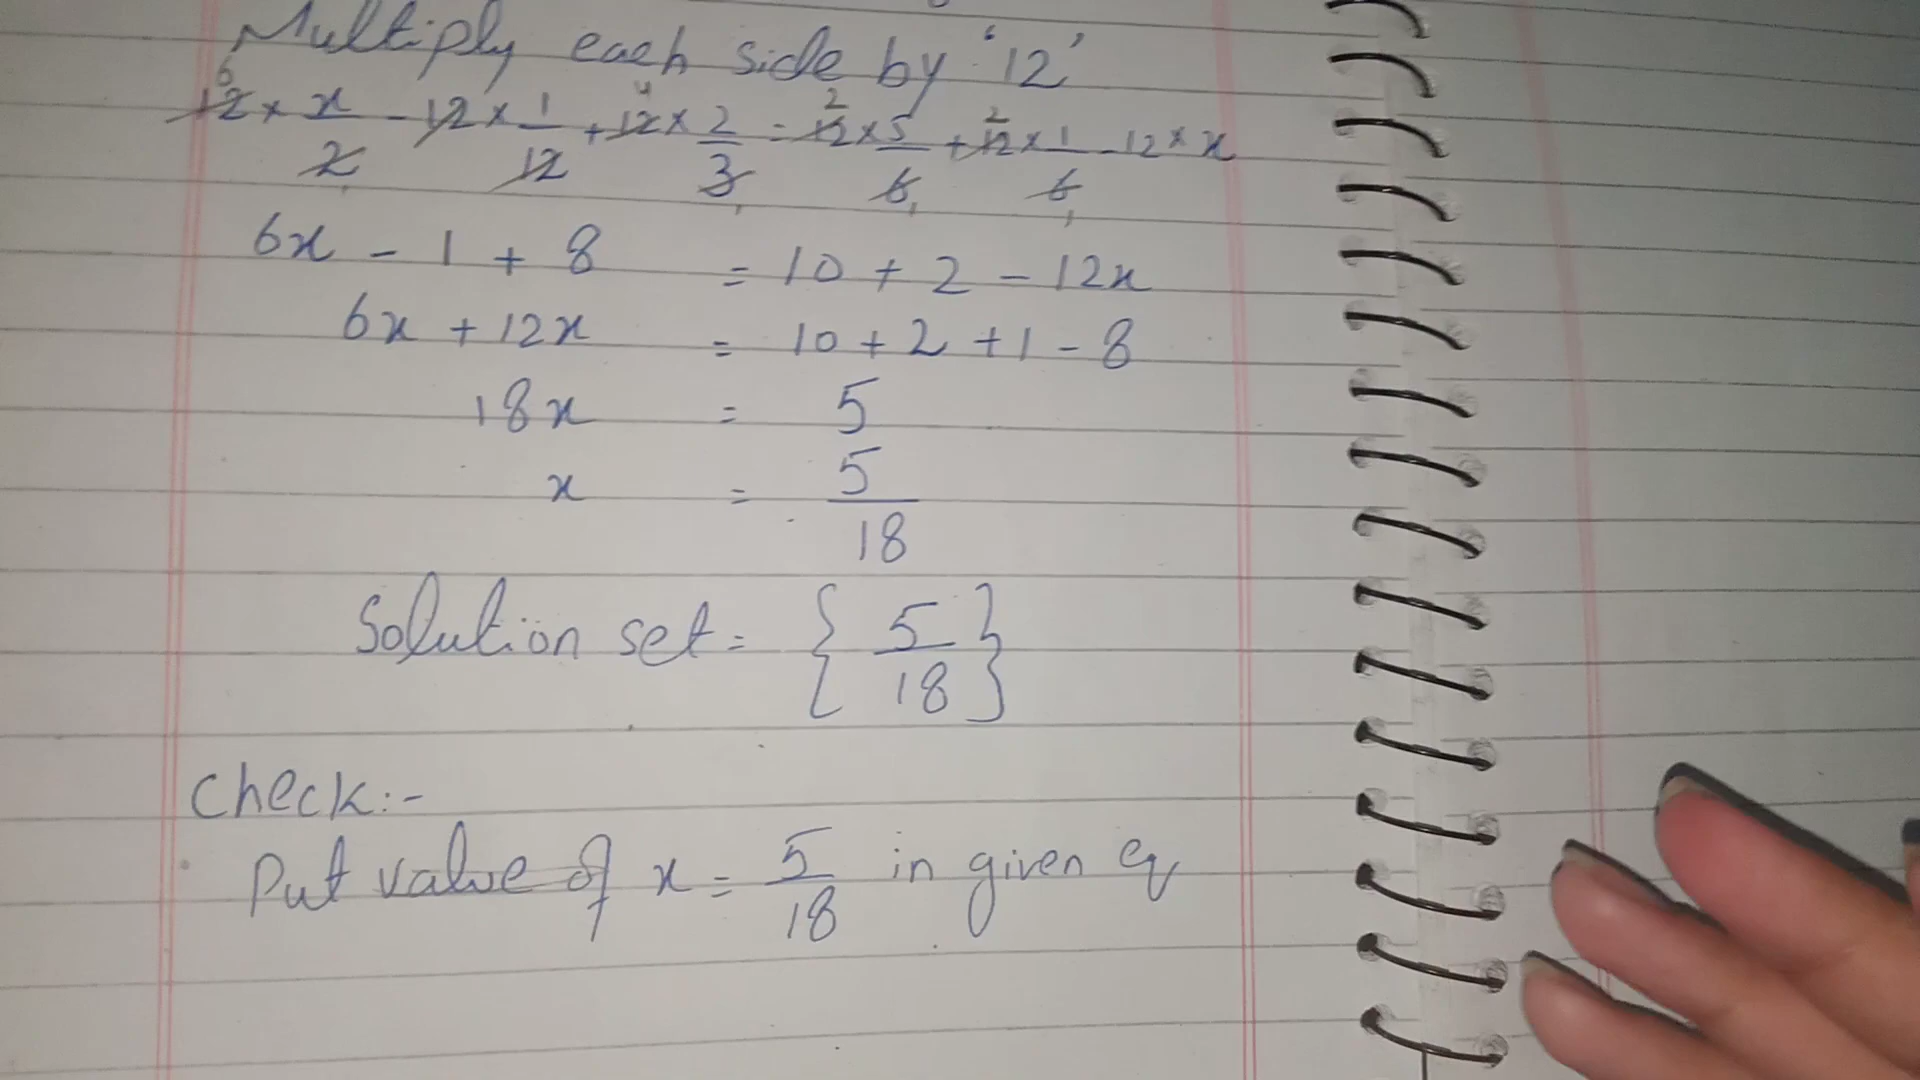 Multiply each side by '12'
12 × x/2 - 12 × 1/12 + 12 × 2/3 = 12 × 5/6 + 12 × 1/6 - 12 × x
6x - 1 + 8 = 10 + 2 - 12x
6x + 12x = 10 + 2 + 1 - 8
18x = 5
x = 5/18
Solution set = {5/18}
Check:-
Put value of x = 5/18 in given eq